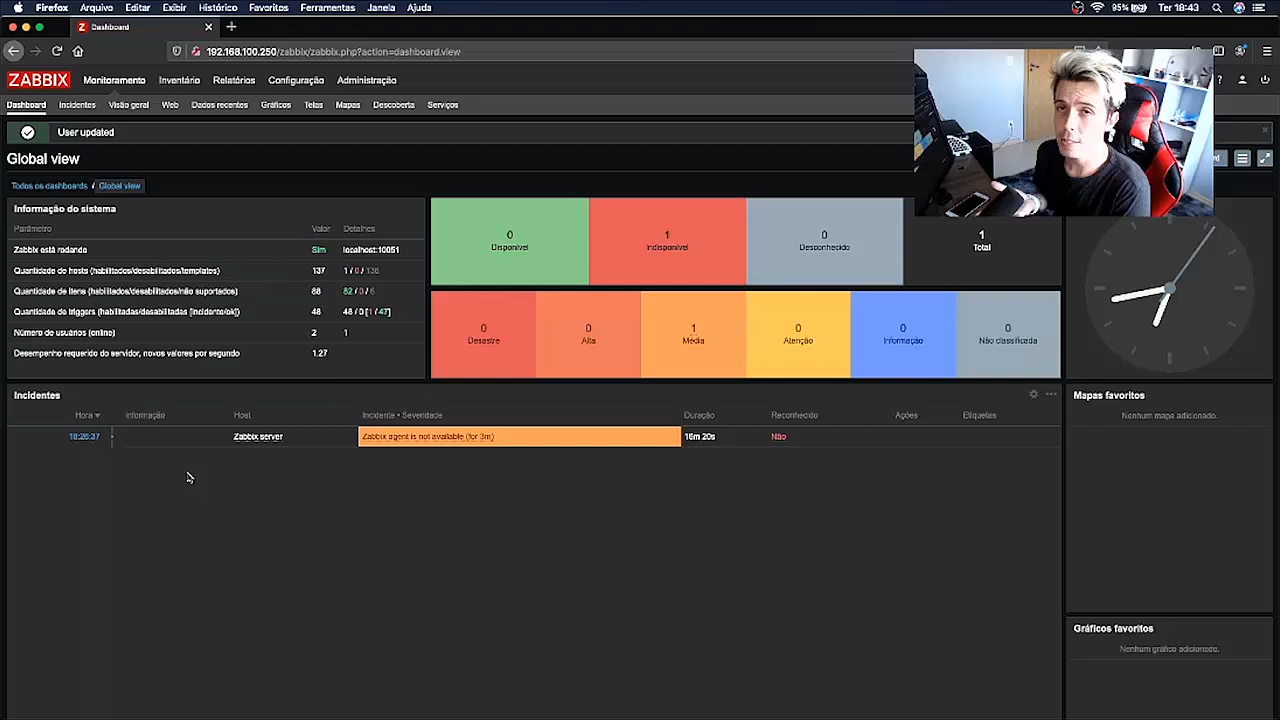 Firefox Arquivo Editar Exibir Histórico Favoritos Ferramentas Janela Ajuda 95% Ter 18:43
Dashboard
192.168.100.250/zabbix/zabbix.php?action=dashboard.view
ZABBIX Monitoramento Inventário Relatórios Configuração Administração ?
Dashboard Incidentes Visão geral Web Dados recentes Gráficos Telas Mapas Descoberta Serviços
User updated
Global view
Todos os dashboards / Global view
Informação do sistema
Parâmetro Valor Detalhes
Zabbix está rodando Sim localhost:10051
Quantidade de hosts (habilitados/desabilitados/templates) 137 1 / 0 / 136
Quantidade de itens (habilitados/desabilitados/não suportados) 88 82 / 0 / 6
Quantidade de triggers (habilitadas/desabilitadas [incidente/ok]) 48 48 / 0 [1 / 47]
Número de usuários (online) 2 1
Desempenho requerido do servidor, novos valores por segundo 1.27
0 Disponível
1 Indisponível
0 Desconhecido
1 Total
0 Desastre
0 Alta
1 Média
0 Atenção
0 Informação
0 Não classificada
Incidentes
Hora Informação Host Incidente • Severidade Duração Reconhecido Ações Etiquetas
18:26:37 Zabbix server Zabbix agent is not available (for 3m) 16m 20s Não
Mapas favoritos
Nenhum mapa adicionado.
Gráficos favoritos
Nenhum gráfico adicionado.